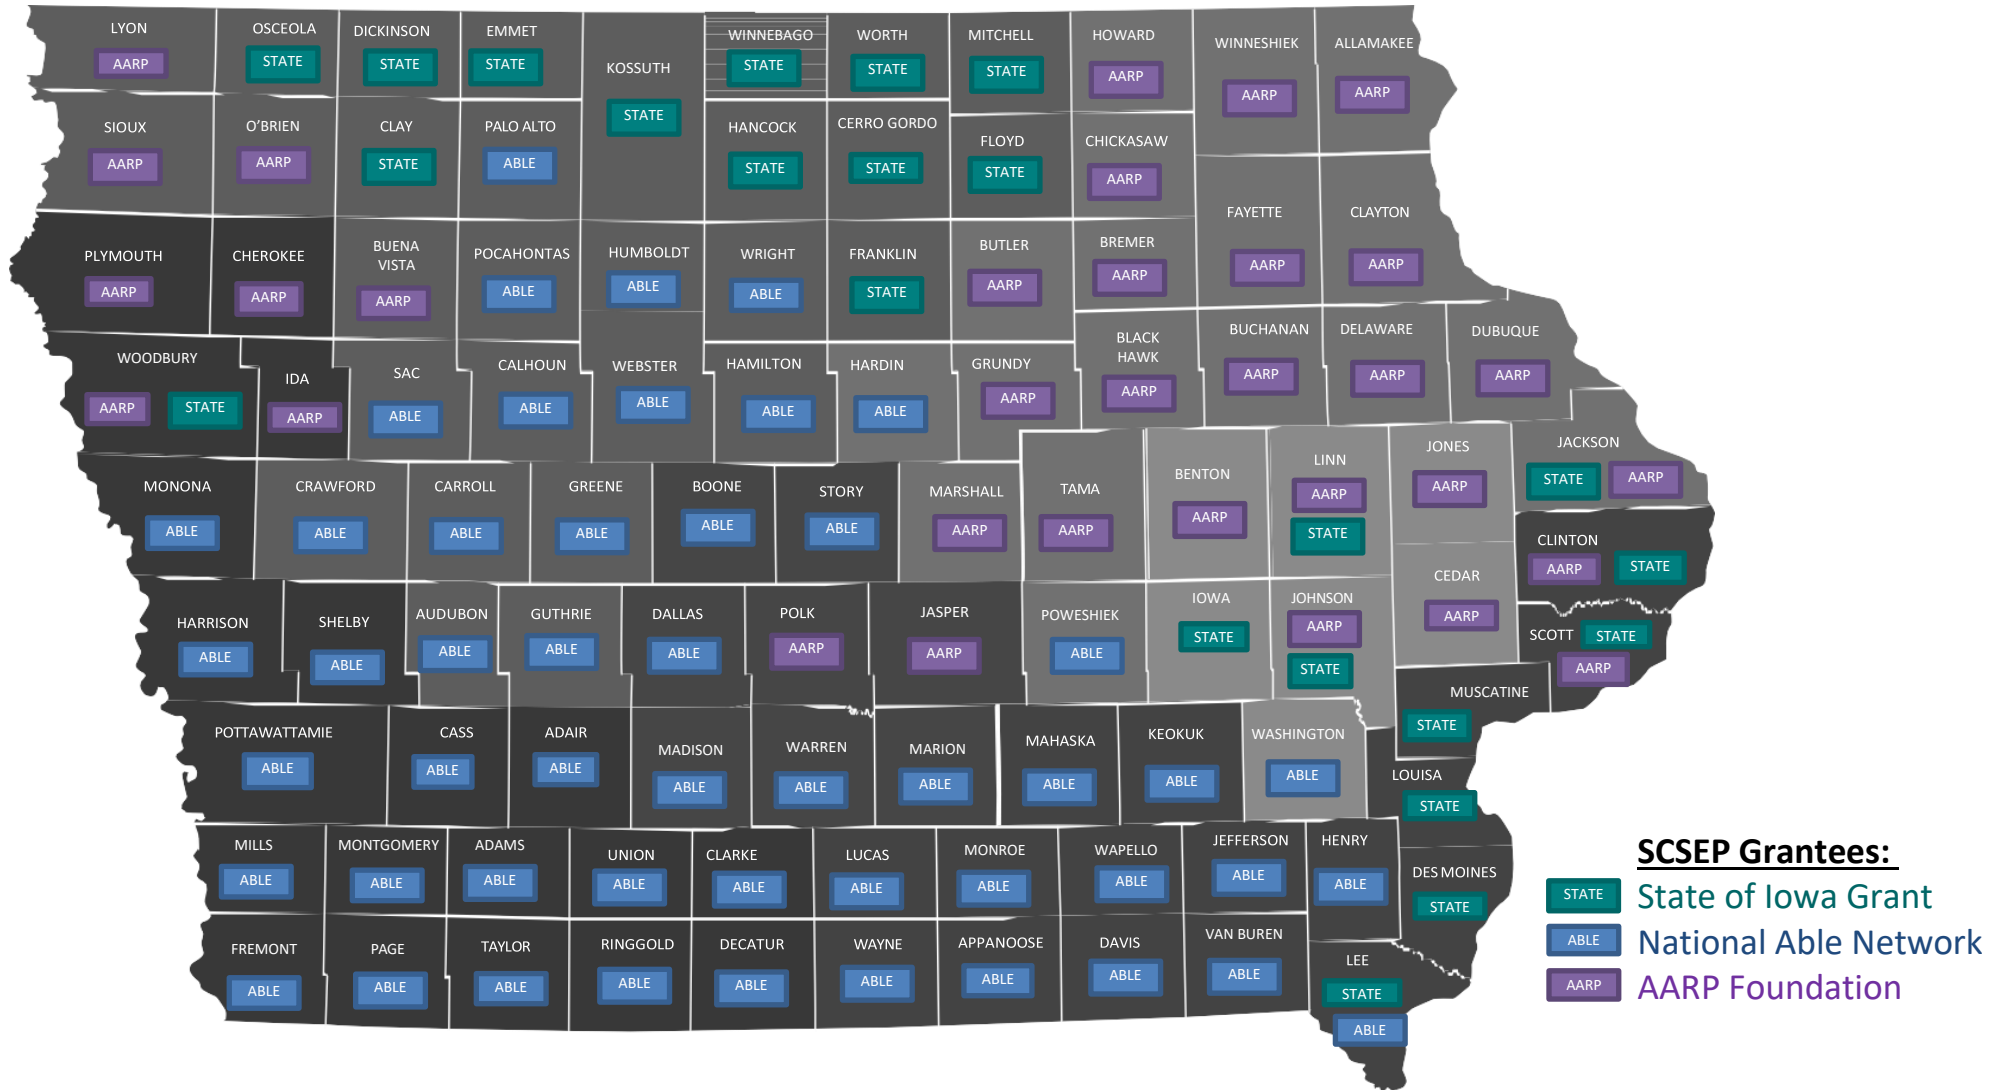 LYON
AARP
OSCEOLA
STATE
DICKINSON
STATE
EMMET
STATE
KOSSUTH
STATE
WINNEBAGO
STATE
WORTH
STATE
MITCHELL
STATE
HOWARD
AARP
WINNESHIEK
AARP
ALLAMAKEE
AARP
SIOUX
AARP
O'BRIEN
AARP
CLAY
STATE
PALO ALTO
ABLE
HANCOCK
STATE
CERRO GORDO
STATE
FLOYD
STATE
CHICKASAW
AARP
FAYETTE
AARP
CLAYTON
AARP
PLYMOUTH
AARP
CHEROKEE
AARP
BUENA
VISTA
AARP
POCAHONTAS
ABLE
HUMBOLDT
ABLE
WRIGHT
ABLE
FRANKLIN
STATE
BUTLER
AARP
BREMER
AARP
WOODBURY
AARP STATE
IDA
AARP
SAC
ABLE
CALHOUN
ABLE
WEBSTER
ABLE
HAMILTON
ABLE
HARDIN
ABLE
GRUNDY
AARP
BLACK
HAWK
AARP
BUCHANAN
AARP
DELAWARE
AARP
DUBUQUE
AARP
MONONA
ABLE
CRAWFORD
ABLE
CARROLL
ABLE
GREENE
ABLE
BOONE
ABLE
STORY
ABLE
MARSHALL
AARP
TAMA
AARP
BENTON
AARP
LINN
AARP
STATE
JONES
AARP
JACKSON
STATE AARP
CLINTON
AARP STATE
CEDAR
AARP
HARRISON
ABLE
SHELBY
ABLE
AUDUBON
ABLE
GUTHRIE
ABLE
DALLAS
ABLE
POLK
AARP
JASPER
AARP
POWESHIEK
ABLE
IOWA
STATE
JOHNSON
AARP
STATE
SCOTT STATE
AARP
MUSCATINE
STATE
POTTAWATTAMIE
ABLE
CASS
ABLE
ADAIR
ABLE
MADISON
ABLE
WARREN
ABLE
MARION
ABLE
MAHASKA
ABLE
KEOKUK
ABLE
WASHINGTON
ABLE
LOUISA
STATE
MILLS
ABLE
MONTGOMERY
ABLE
ADAMS
ABLE
UNION
ABLE
CLARKE
ABLE
LUCAS
ABLE
MONROE
ABLE
WAPELLO
ABLE
JEFFERSON
ABLE
HENRY
ABLE
DES MOINES
STATE
FREMONT
ABLE
PAGE
ABLE
TAYLOR
ABLE
RINGGOLD
ABLE
DECATUR
ABLE
WAYNE
ABLE
APPANOOSE
ABLE
DAVIS
ABLE
VAN BUREN
ABLE
LEE
STATE
ABLE
SCSEP Grantees:
STATE State of Iowa Grant
ABLE National Able Network
AARP AARP Foundation